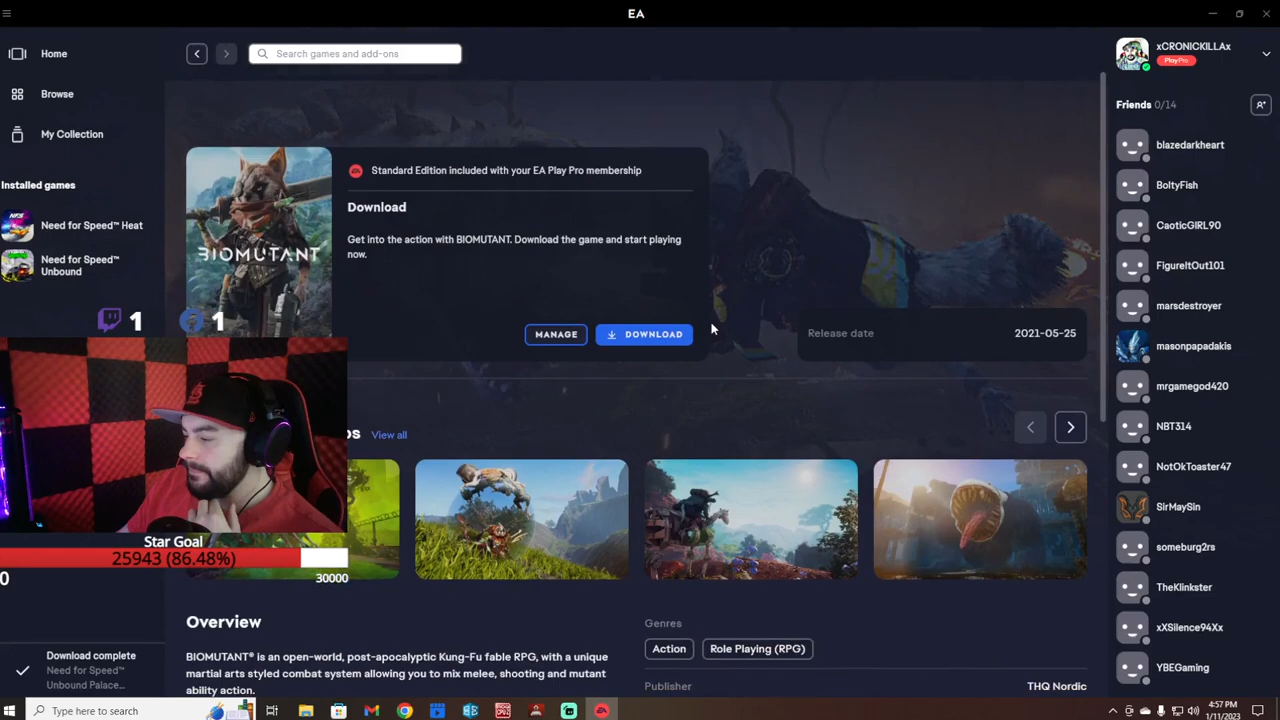 EA
Home
Browse
My Collection
Installed games
NFS
Need for Speed™ Heat
Need for Speed™
Unbound
1
1
Search games and add-ons
BIOMUTANT
Standard Edition included with your EA Play Pro membership
Download
Get into the action with BIOMUTANT. Download the game and start playing
now.
MANAGE
DOWNLOAD
Release date
2021-05-25
os
View all
Star Goal
25943 (86.48%)
0
30000
Overview
BIOMUTANT® is an open-world, post-apocalyptic Kung-Fu fable RPG, with a unique
martial arts styled combat system allowing you to mix melee, shooting and mutant
ability action.
Genres
Action
Role Playing (RPG)
Publisher
THQ Nordic
Download complete
Need for Speed™
Unbound Palace...
xCRONICKILLAx
PlayPro
Friends 0/14
blazedarkheart
BoltyFish
CaoticGIRL90
FigureItOut101
marsdestroyer
masonpapadakis
mrgamegod420
NBT314
NotOkToaster47
SirMaySin
someburg2rs
TheKlinkster
xXSilence94Xx
YBEGaming
Type here to search
4:57 PM
1/11/2023